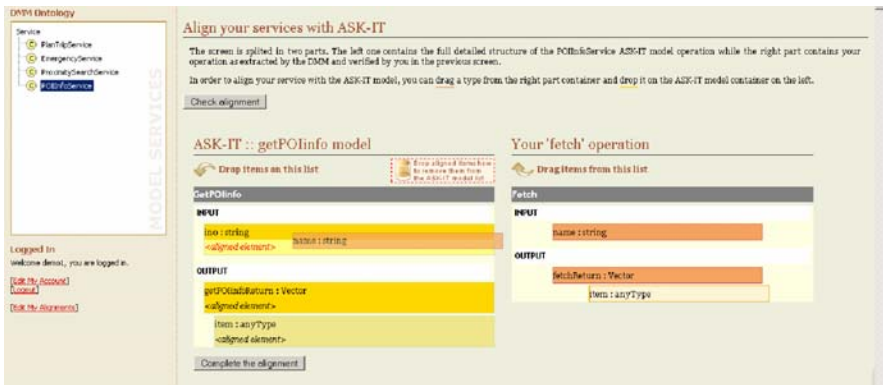 DMM Ontology
Service
PlanTripService
EmergencyService
ProximitySearchService
POIInfoService
MODEL SERVICES
Logged In
Welcome demo1, you are logged in.
[Edit My Account]
[Logout]
[Edit My Alignments]
Align your services with ASK-IT
The screen is splited in two parts. The left one contains the full detailed structure of the POIInfoService ASK-IT model operation while the right part contains your
operation as extracted by the DMM and verified by you in the previous screen.
In order to align your service with the ASK-IT model, you can drag a type from the right part container and drop it on the ASK-IT model container on the left.
Check alignment
ASK-IT :: getPOIinfo model
Drop items on this list
Drop aligned items here
to remove them from
the ASK-IT model list
GetPOIinfo
INPUT
ino : string
<aligned element>
name : string
OUTPUT
getPOIinfoReturn : Vector
<aligned element>
item : anyType
<aligned element>
Complete the alignment
Your 'fetch' operation
Drag items from this list
Fetch
INPUT
name : string
OUTPUT
fetchReturn : Vector
item : anyType